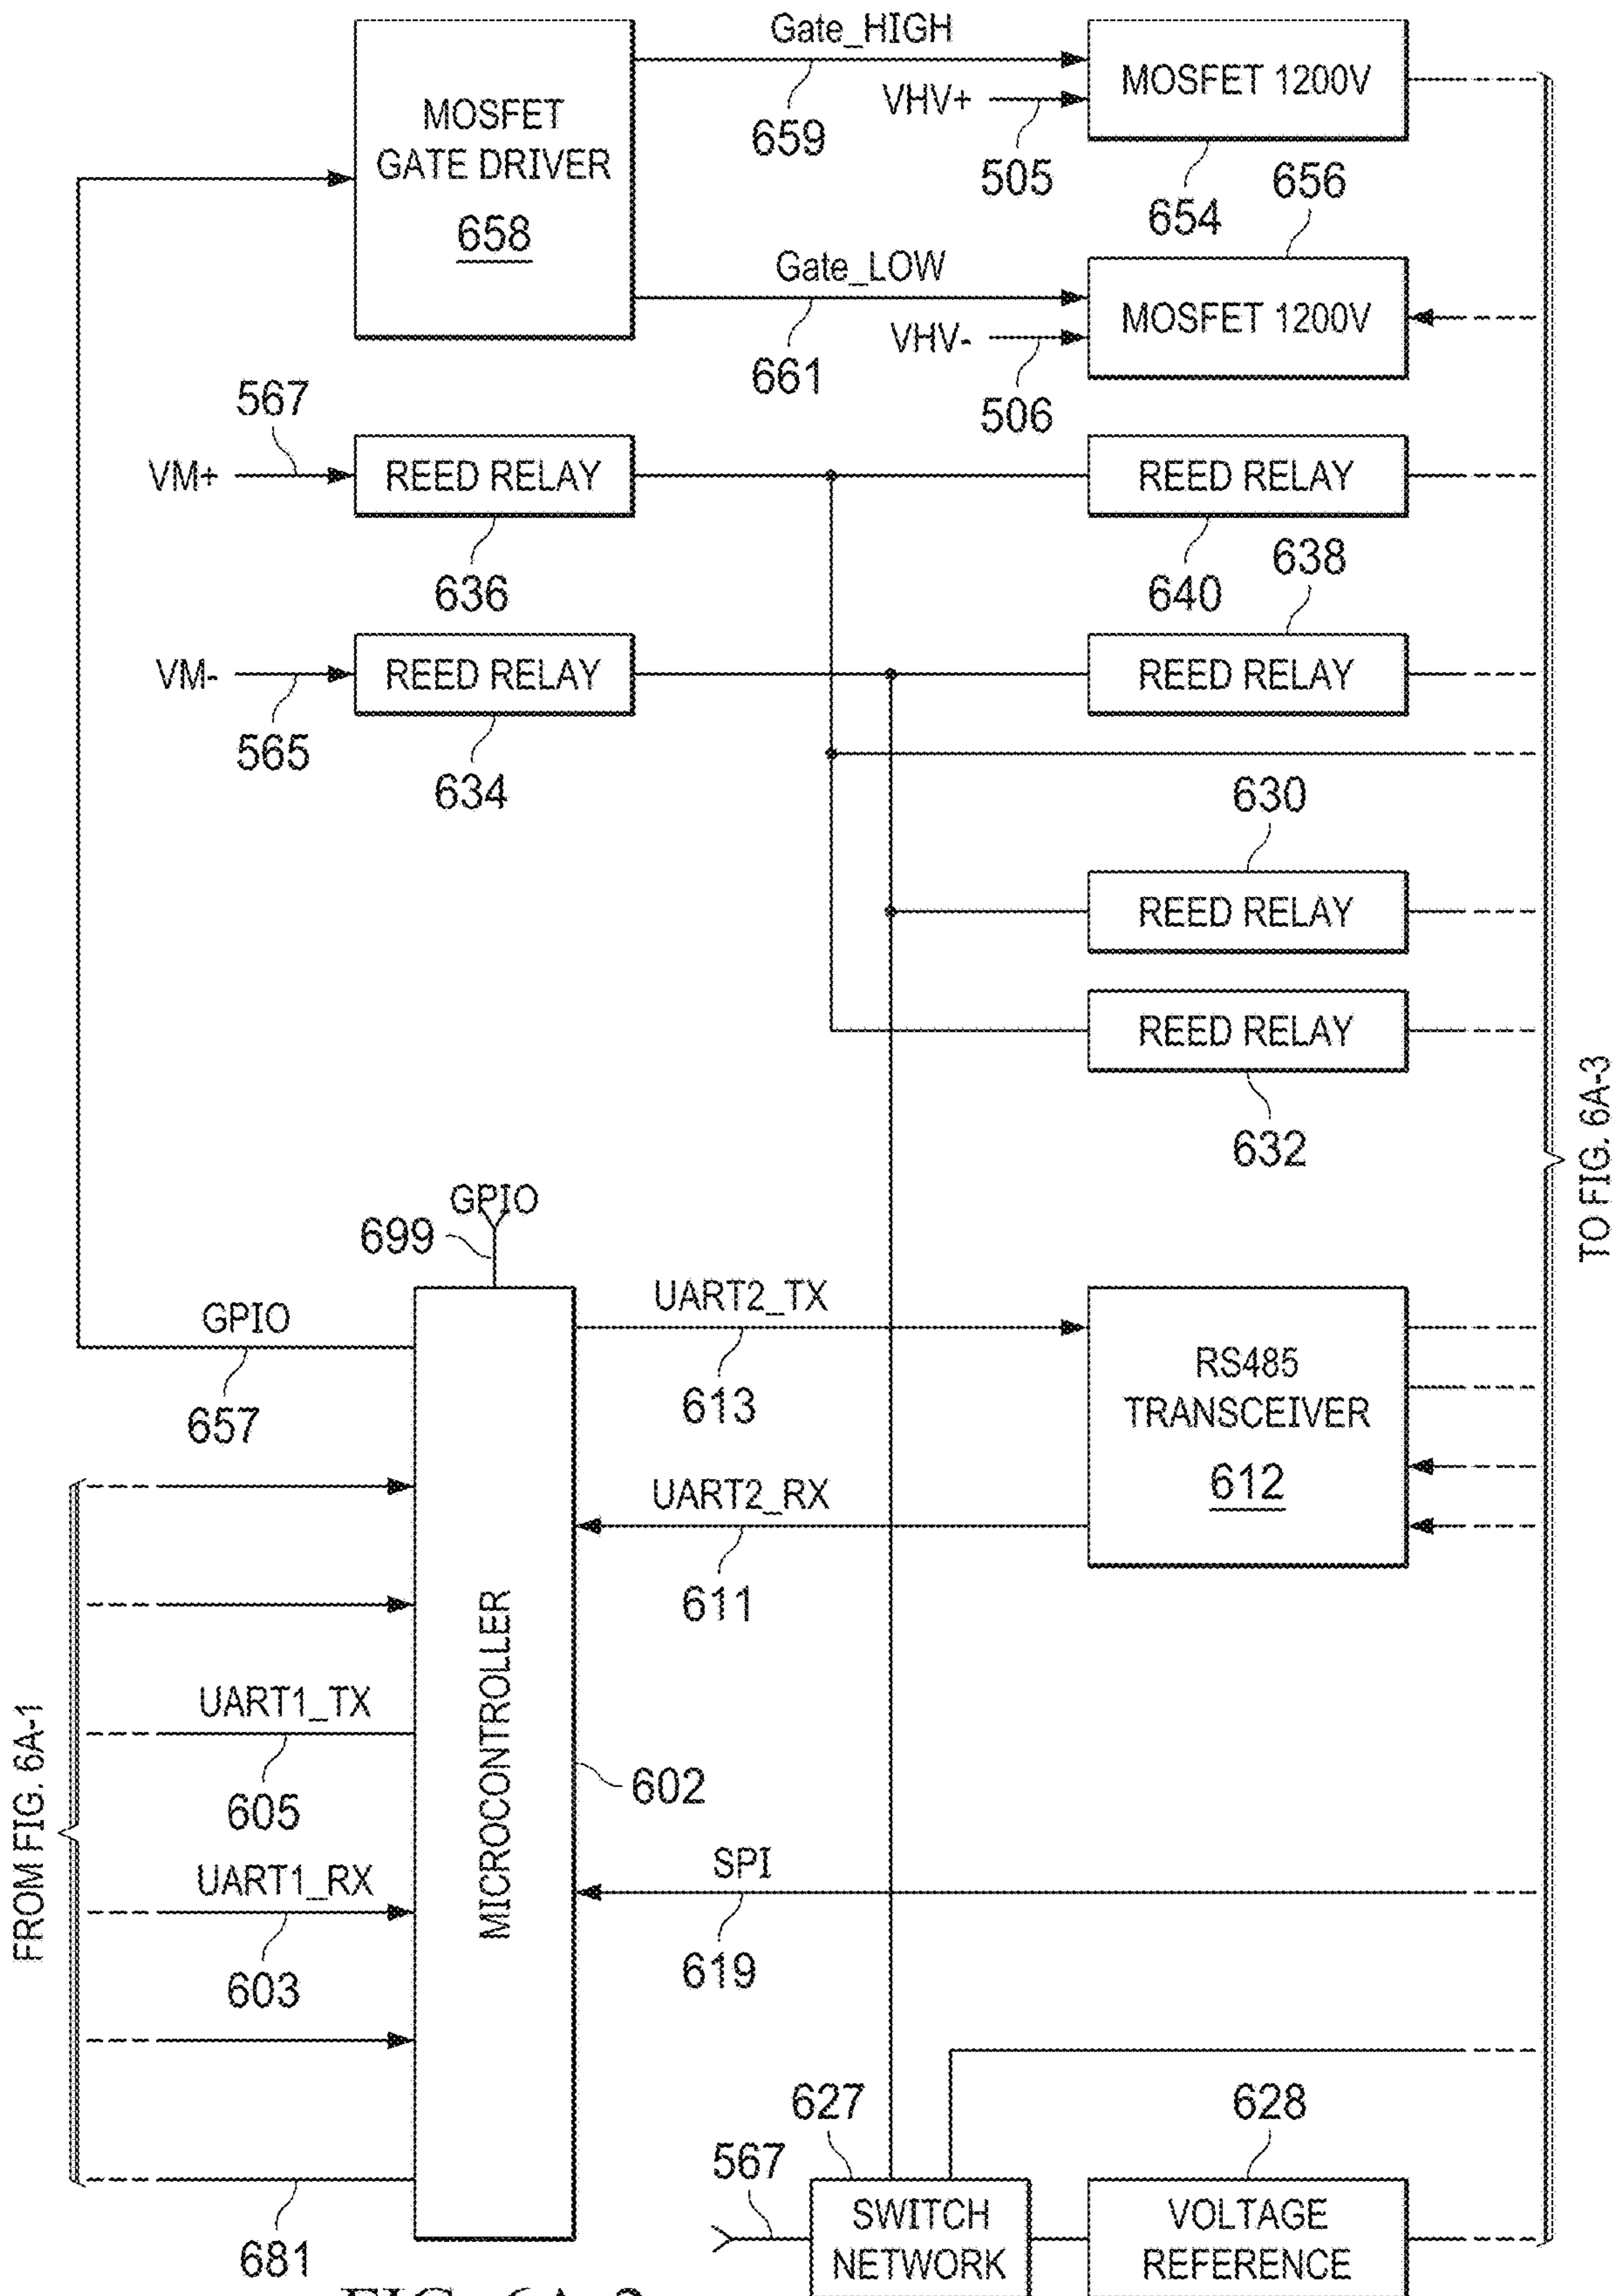 Gate_HIGH
659
VHV+
505
MOSFET 1200V
654
MOSFET
GATE DRIVER
658
656
Gate_LOW
661
VHV-
506
MOSFET 1200V
567
VM+
REED RELAY
636
REED RELAY
640
638
VM-
565
REED RELAY
634
REED RELAY
630
REED RELAY
REED RELAY
632
TO FIG. 6A-3
GPIO
699
GPIO
657
UART2_TX
613
RS485
TRANSCEIVER
612
UART2_RX
611
MICROCONTROLLER
602
FROM FIG. 6A-1
UART1_TX
605
UART1_RX
603
SPI
619
681
627
567
SWITCH
NETWORK
628
VOLTAGE
REFERENCE